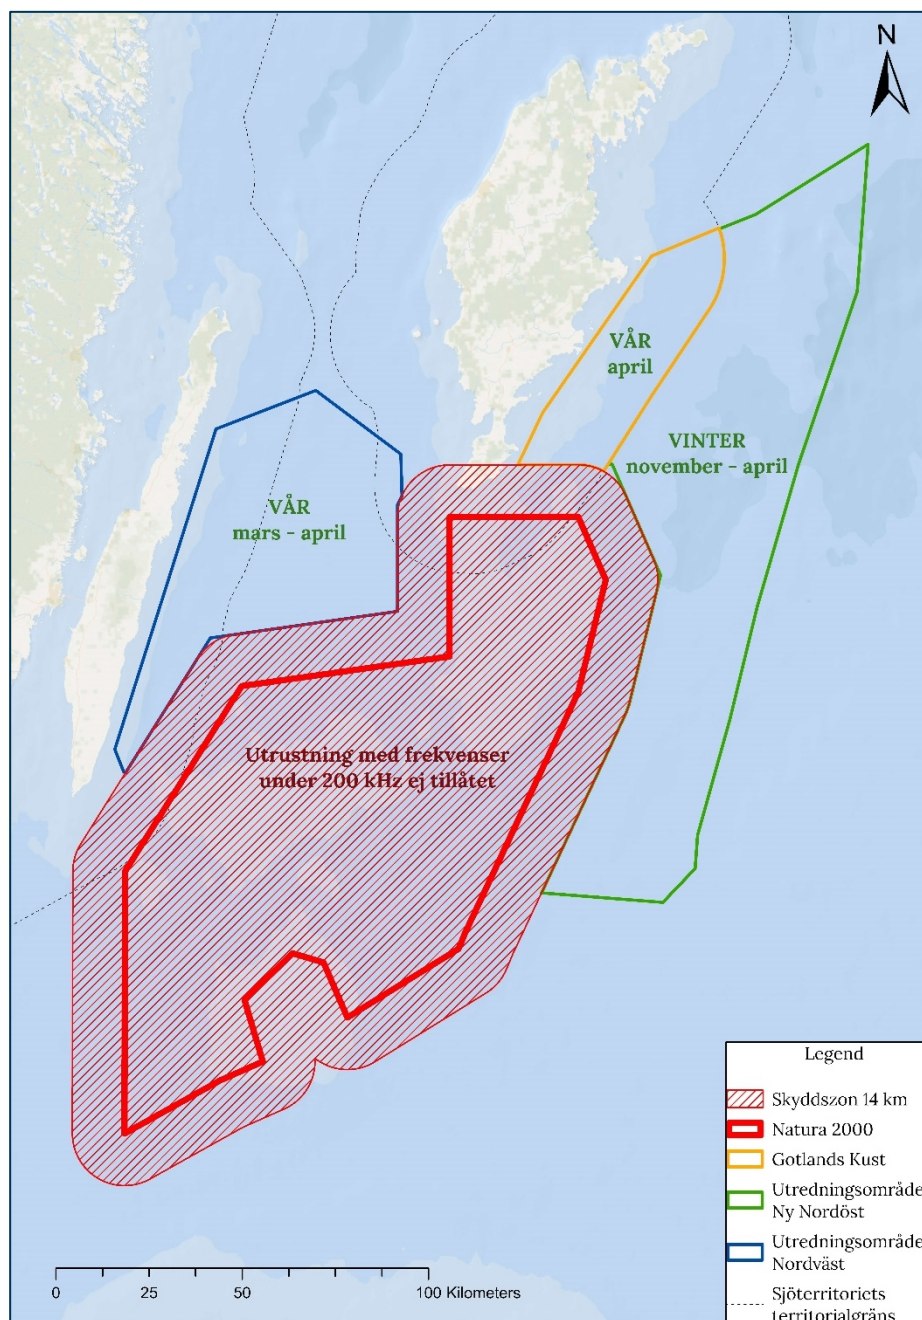 N
VÅR
april
VINTER
november - april
VÅR
mars - april
Utrustning med frekvenser
under 200 kHz ej tillåtet
Legend
Skyddszon 14 km
Natura 2000
Gotlands Kust
Utredningsområde
Ny Nordöst
Utredningsområde
Nordväst
Sjöterritoriets
territorialgräns
0 25 50 100 Kilometers